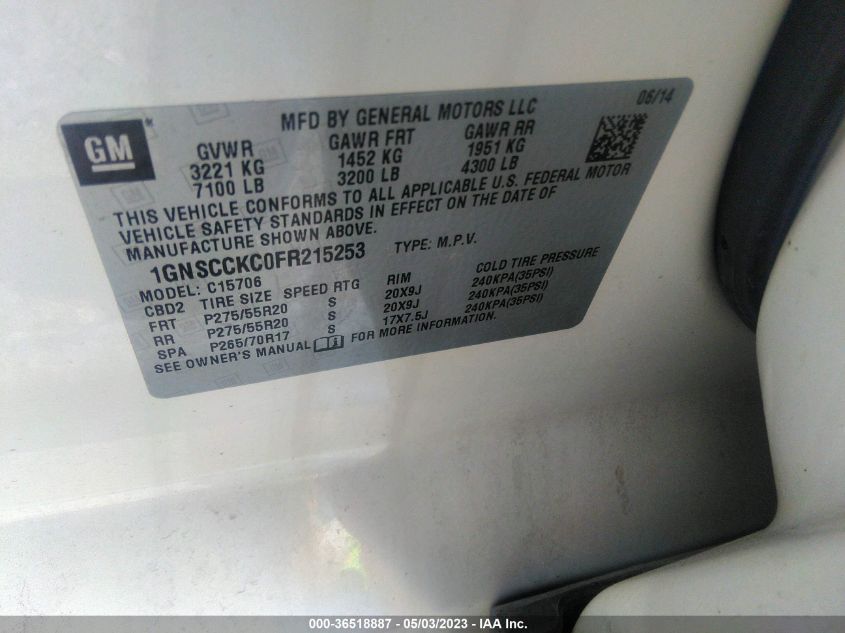 MFD BY GENERAL MOTORS LLC 06/14
GM
GVWR GAWR FRT GAWR RR
3221 KG 1452 KG 1951 KG
7100 LB 3200 LB 4300 LB
THIS VEHICLE CONFORMS TO ALL APPLICABLE U.S. FEDERAL MOTOR
VEHICLE SAFETY STANDARDS IN EFFECT ON THE DATE OF
MANUFACTURE SHOWN ABOVE.
1GNSCCKC0FR215253 TYPE: M.P.V.
MODEL: C15706
CBD2 TIRE SIZE SPEED RTG RIM COLD TIRE PRESSURE
FRT P275/55R20 S 20X9J 240KPA(35PSI)
RR P275/55R20 S 20X9J 240KPA(35PSI)
SPA P265/70R17 S 17X7.5J 240KPA(35PSI)
SEE OWNER'S MANUAL FOR MORE INFORMATION.
000-36518887 - 05/03/2023 - IAA Inc.